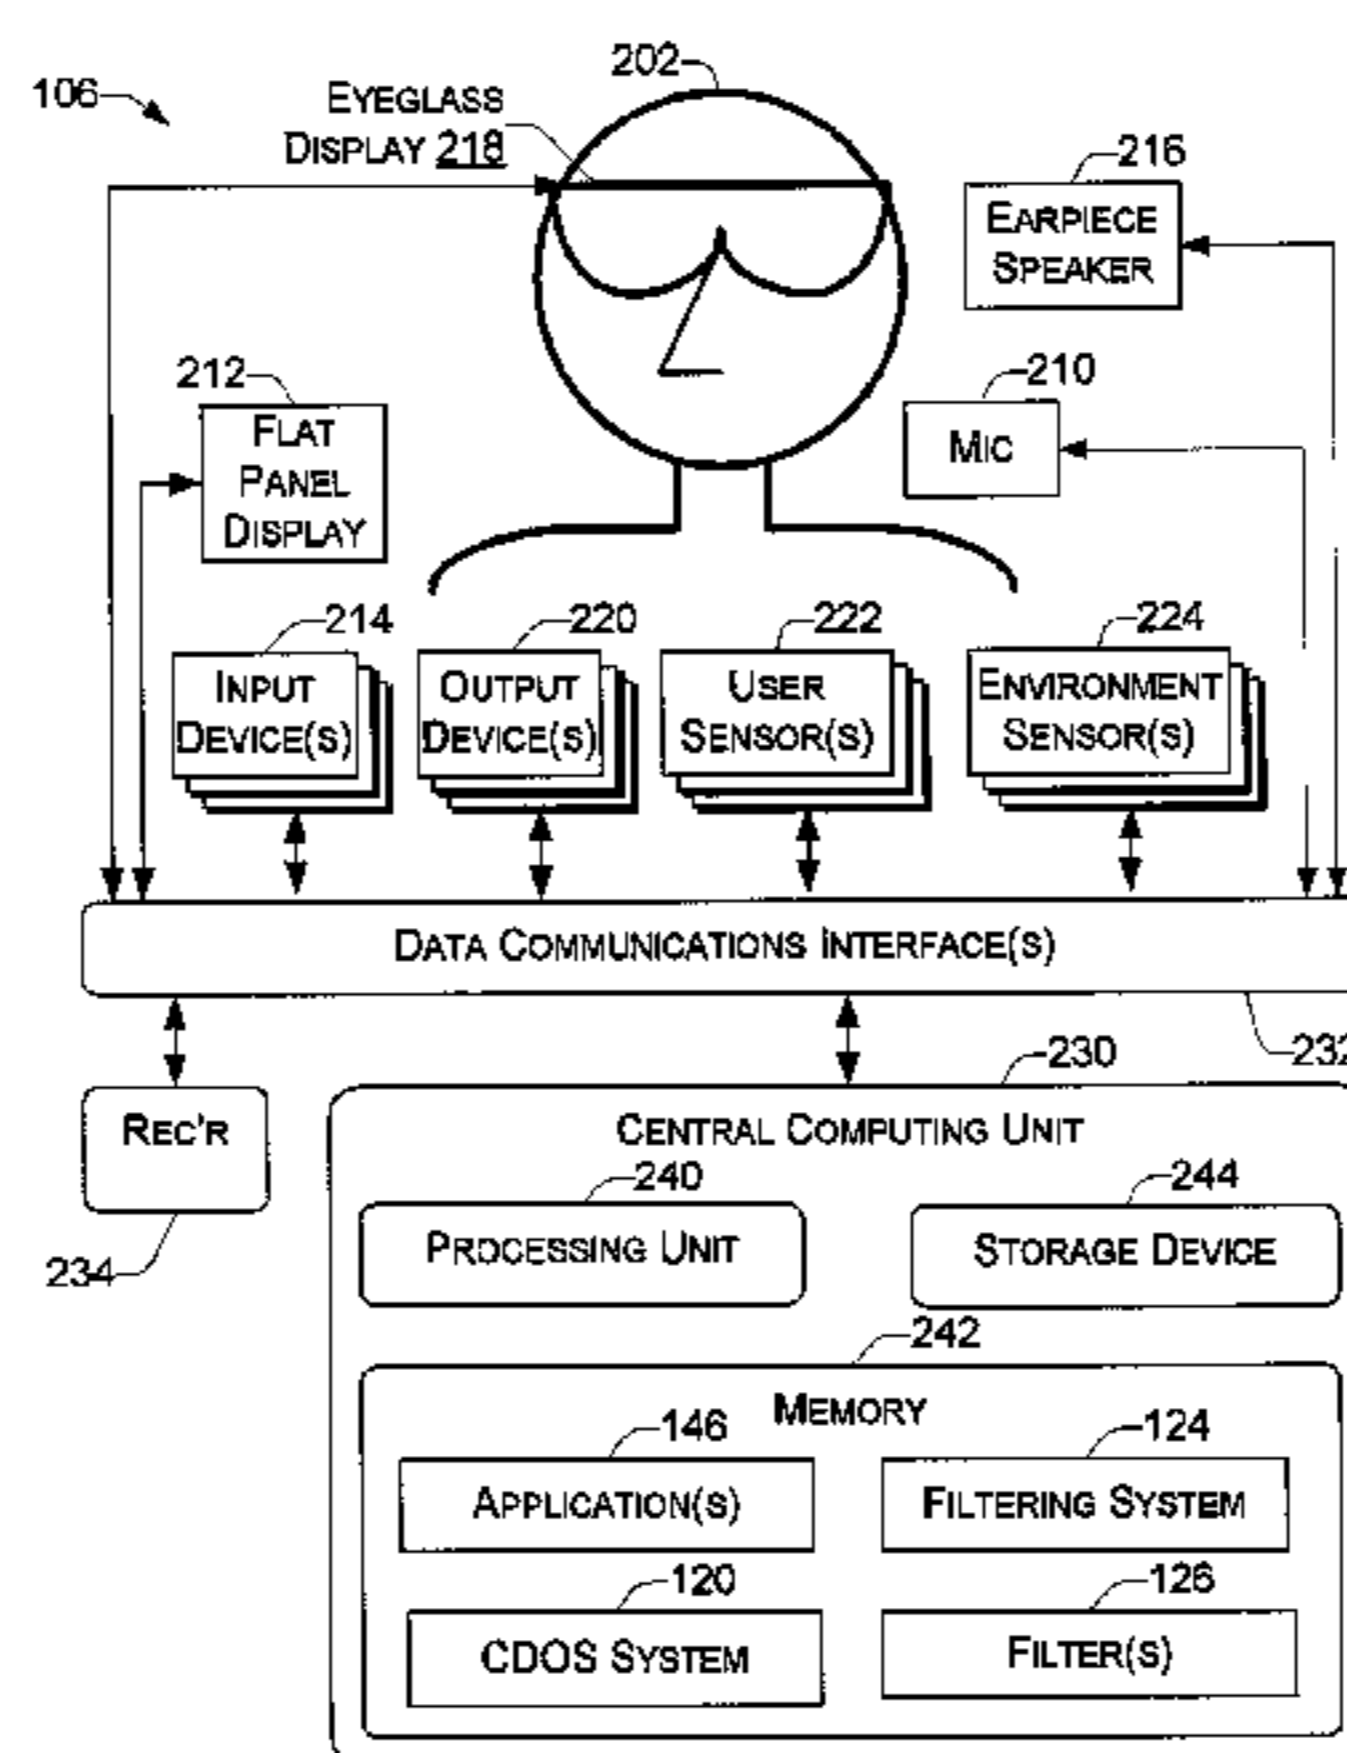 202
106
EYEGLASS
DISPLAY 218
216
EARPIECE
SPEAKER
212
FLAT
PANEL
DISPLAY
210
MIC
214
INPUT
DEVICE(S)
220
OUTPUT
DEVICE(S)
222
USER
SENSOR(S)
224
ENVIRONMENT
SENSOR(S)
DATA COMMUNICATIONS INTERFACE(S)
232
REC'R
234
230
CENTRAL COMPUTING UNIT
240
PROCESSING UNIT
244
STORAGE DEVICE
242
MEMORY
146
APPLICATION(S)
124
FILTERING SYSTEM
120
CDOS SYSTEM
126
FILTER(S)